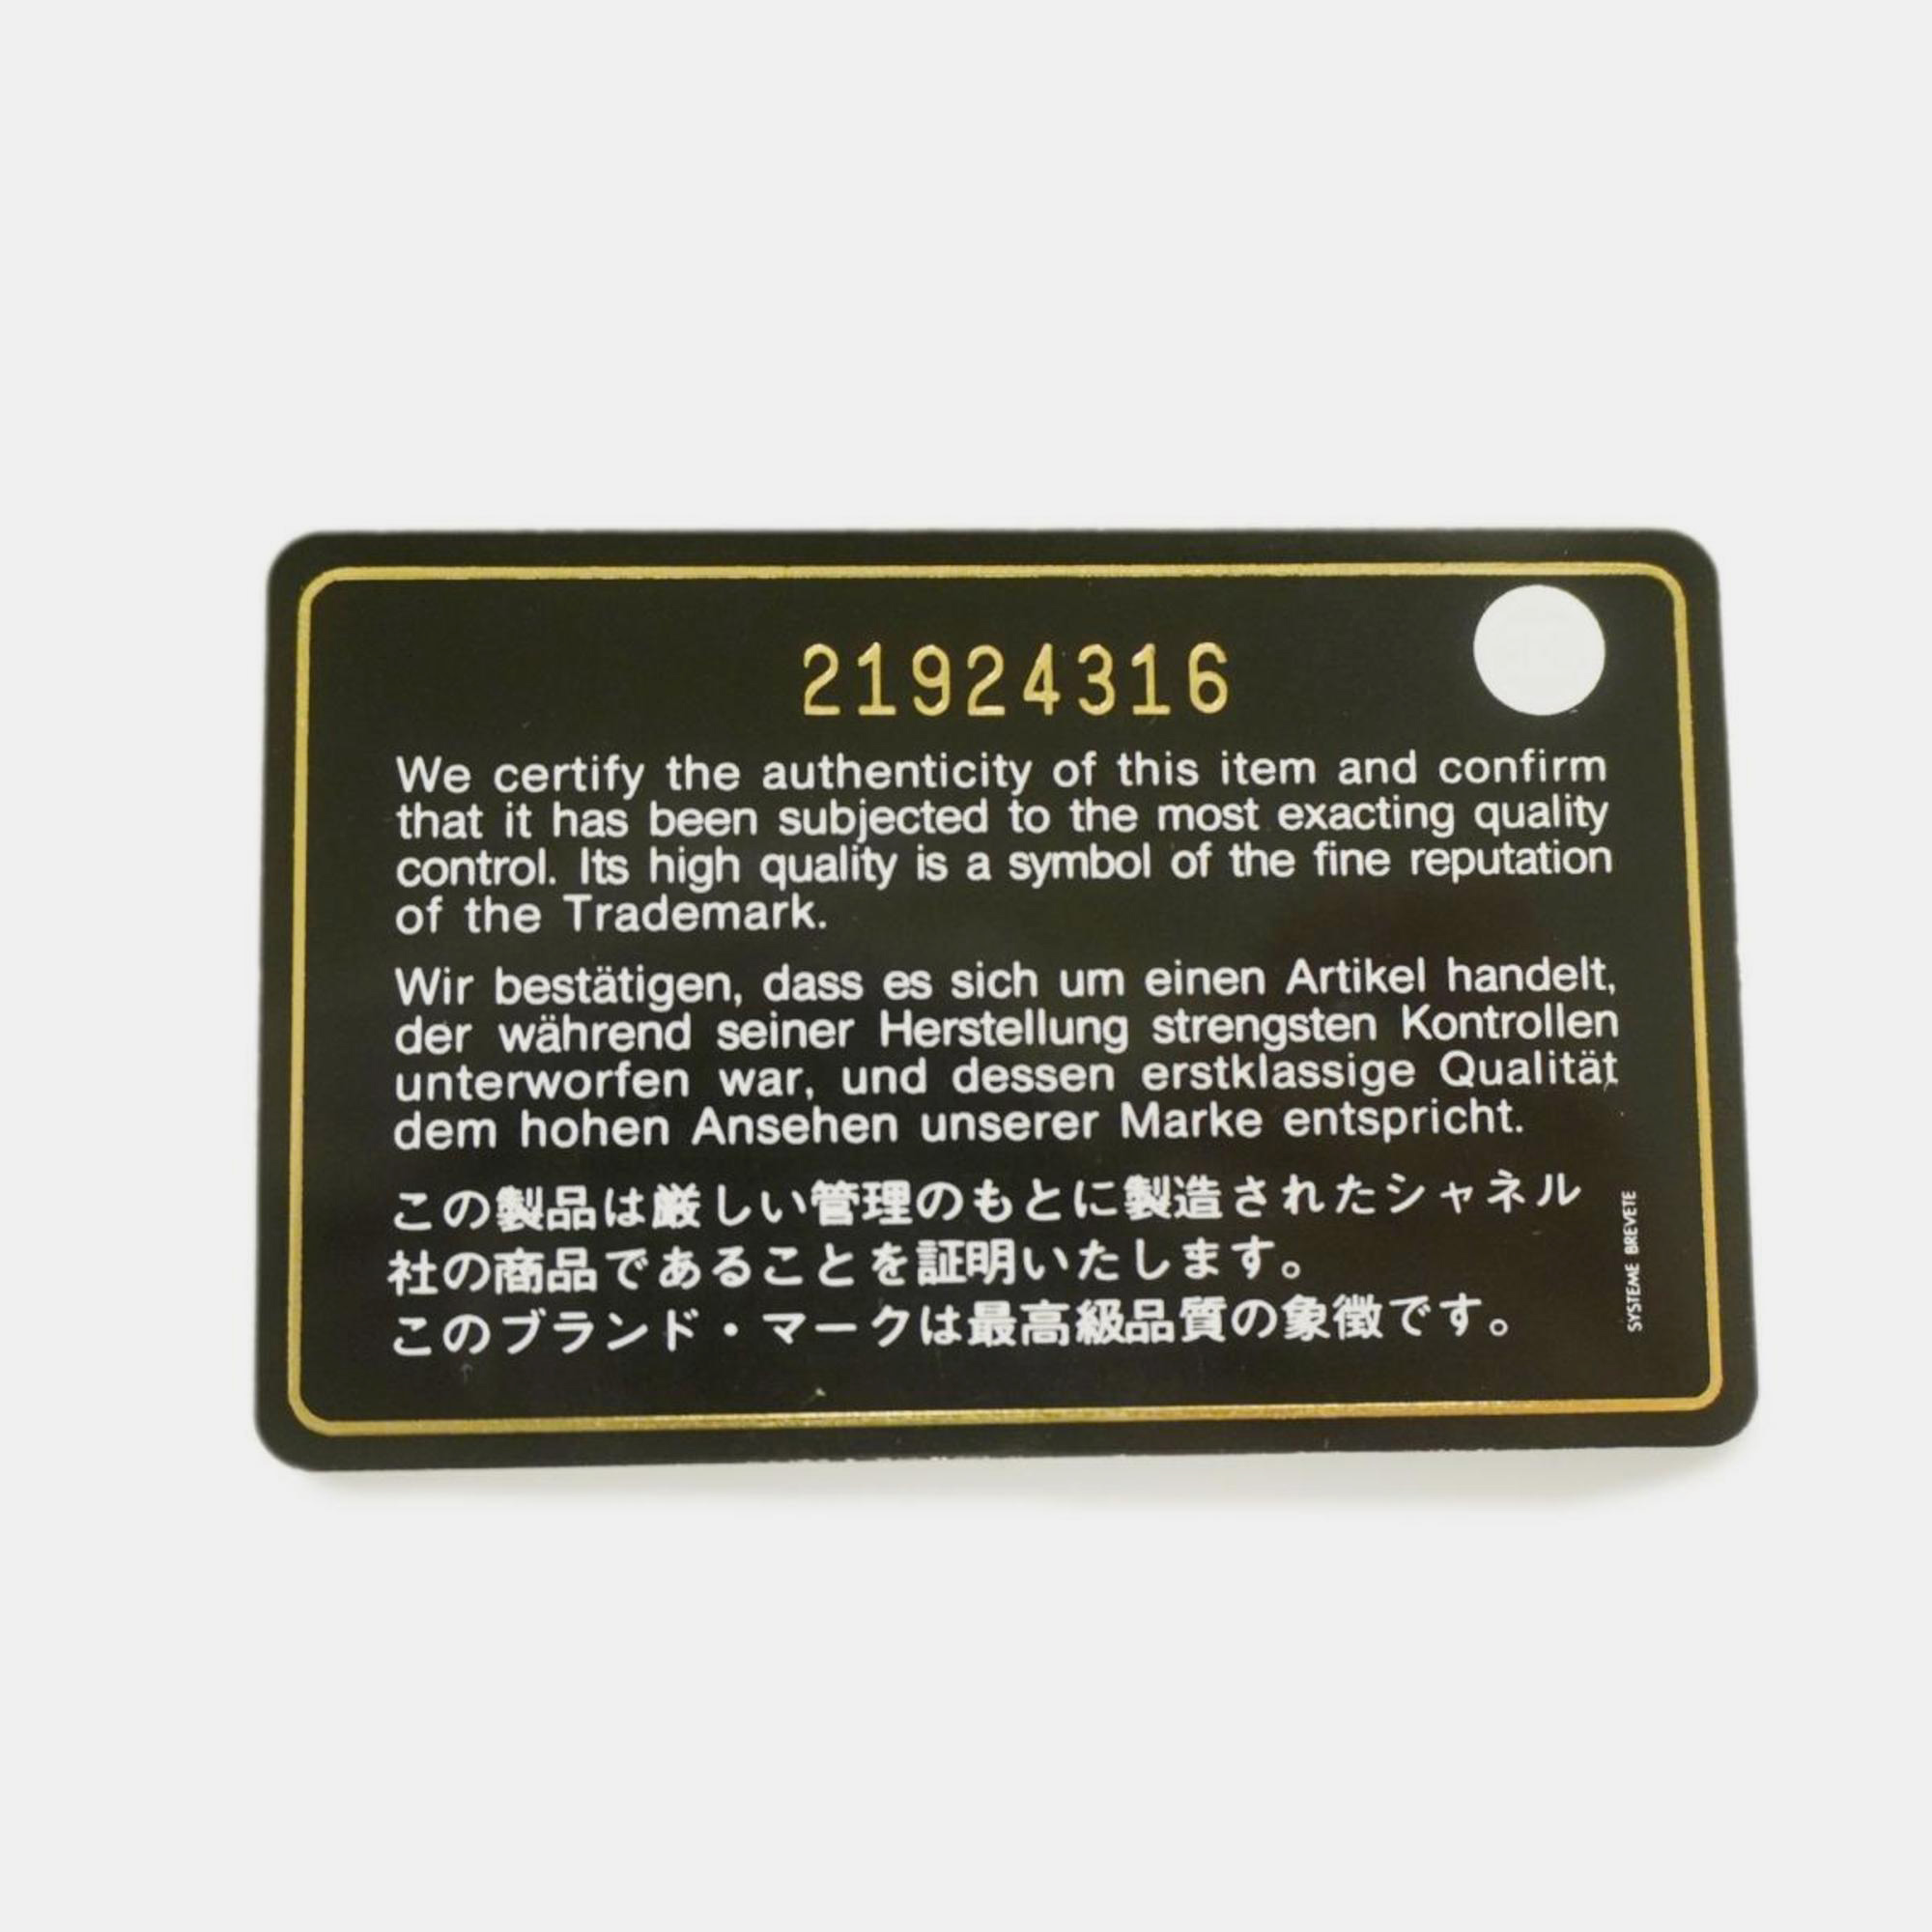 21924316
We certify the authenticity of this item and confirm
that it has been subjected to the most exacting quality
control. Its high quality is a symbol of the fine reputation
of the Trademark.
Wir bestätigen, dass es sich um einen Artikel handelt,
der während seiner Herstellung strengsten Kontrollen
unterworfen war, und dessen erstklassige Qualität
dem hohen Ansehen unserer Marke entspricht.
この製品は厳しい管理のもとに製造されたシャネル
社の商品であることを証明いたします。
このブランド・マークは最高級品質の象徴です。
SYSTEME BREVETE